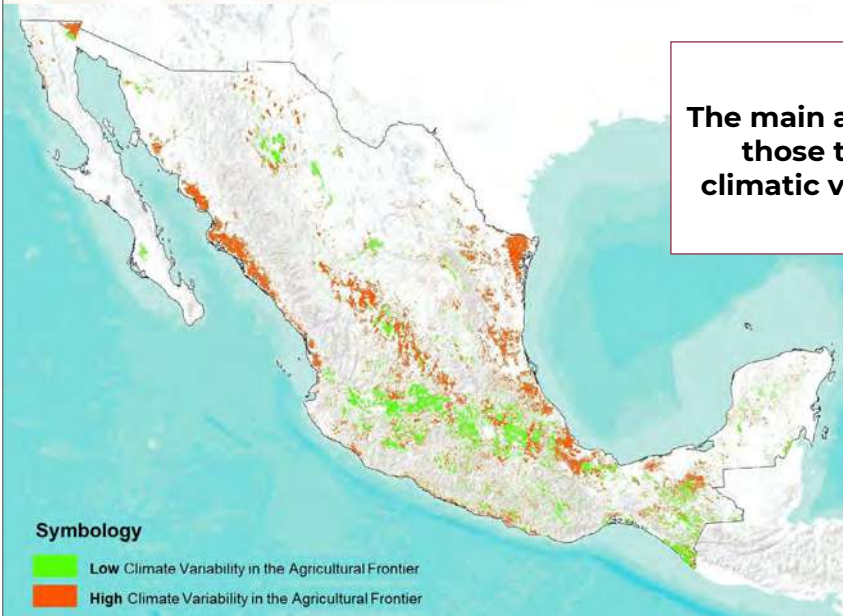 The main a
those t
climatic v
Symbology
Low Climate Variability in the Agricultural Frontier
High Climate Variability in the Agricultural Frontier